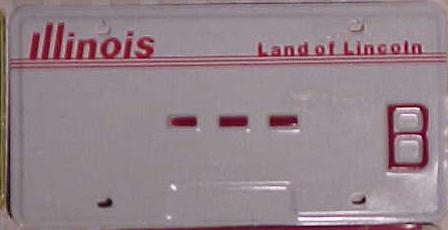 Illinois Land of Lincoln
- - - B